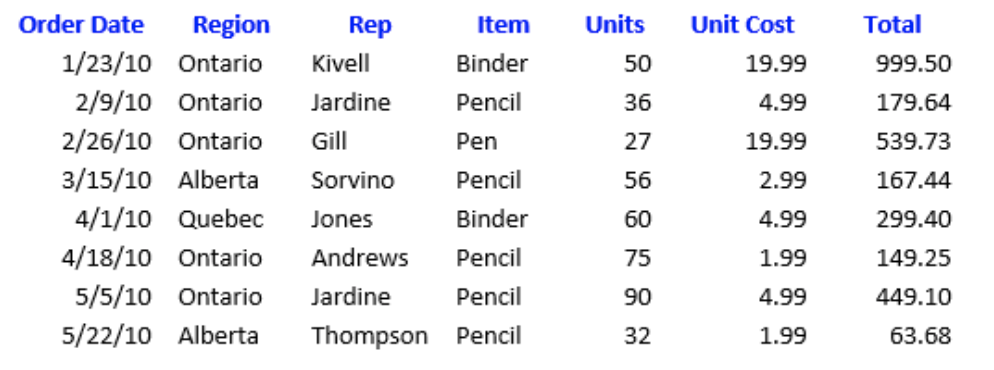 Order Date Region Rep Item Units Unit Cost Total
1/23/10 Ontario Kivell Binder 50 19.99 999.50
2/9/10 Ontario Jardine Pencil 36 4.99 179.64
2/26/10 Ontario Gill Pen 27 19.99 539.73
3/15/10 Alberta Sorvino Pencil 56 2.99 167.44
4/1/10 Quebec Jones Binder 60 4.99 299.40
4/18/10 Ontario Andrews Pencil 75 1.99 149.25
5/5/10 Ontario Jardine Pencil 90 4.99 449.10
5/22/10 Alberta Thompson Pencil 32 1.99 63.68